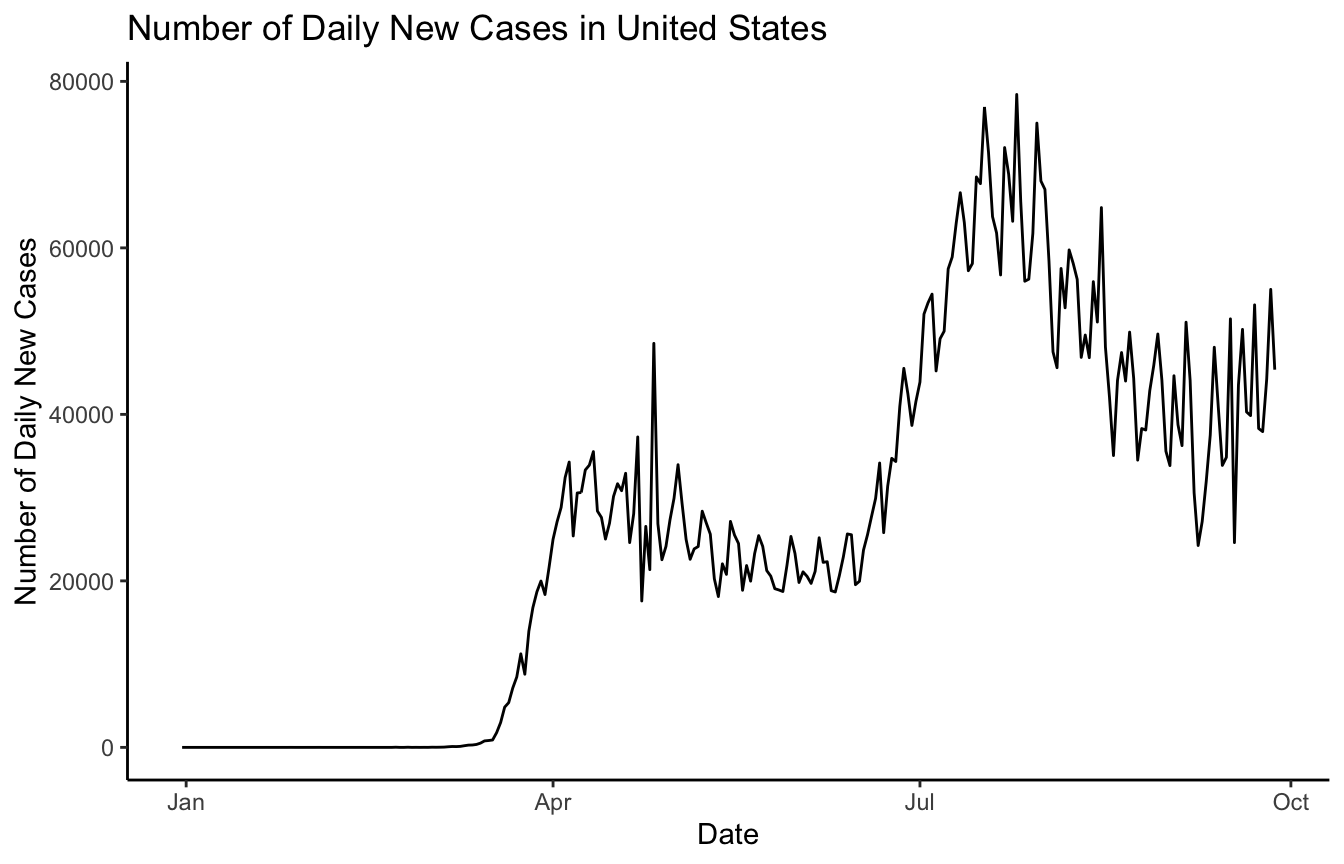 Number of Daily New Cases in United States
Number of Daily New Cases
80000
60000
40000
20000
0
Jan
Apr
Jul
Oct
Date